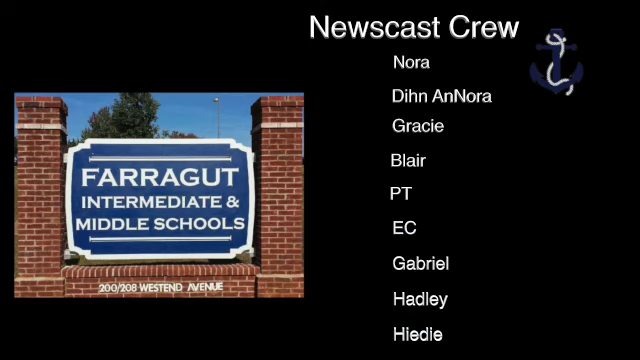 Newscast Crew
Nora
Dihn AnNora
Gracie
Blair
PT
EC
Gabriel
Hadley
Hiedie
FARRAGUT
INTERMEDIATE &
MIDDLE SCHOOLS
200/208 WESTEND AVENUE